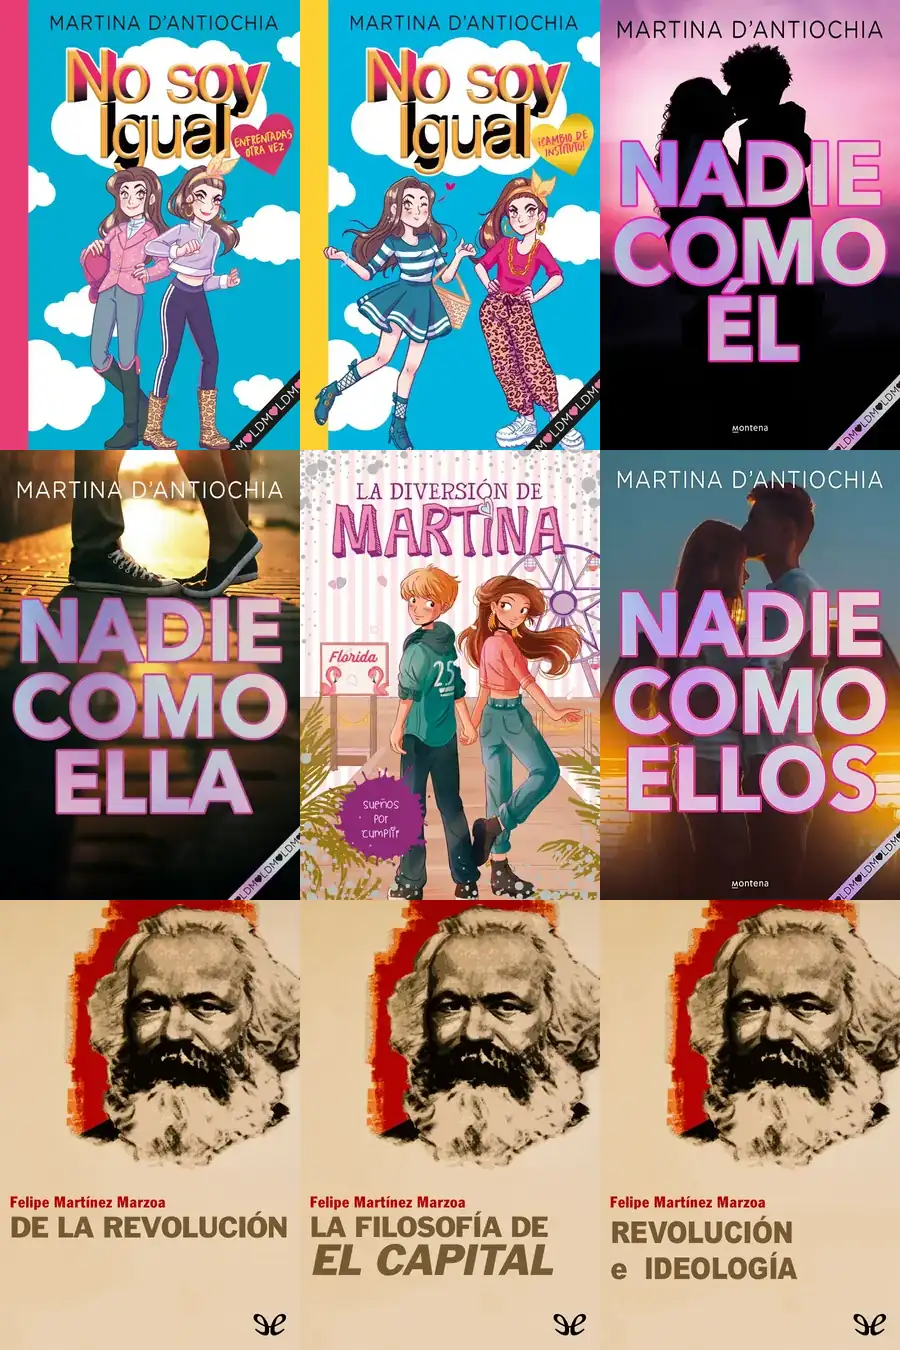 MARTINA D'ANTIOCHIA
No soy
Igual
ENFRENTADAS
OTRA VEZ
LDM♥LDM
MARTINA D'ANTIOCHIA
No soy
Igual
¡CAMBIO DE
INSTITUTO!
LDM♥LDM
MARTINA D'ANTIOCHIA
NADIE
COMO
ÉL
Montena
LDM♥LDM
MARTINA D'ANTIOCHIA
NADIE
COMO
ELLA
LDM♥LDM
LA DIVERSIÓN DE
MARTINA
Florida
25
sueños
por
cumplir
MARTINA D'ANTIOCHIA
NADIE
COMO
ELLOS
Montena
LDM♥LDM
Felipe Martínez Marzoa
DE LA REVOLUCIÓN
Felipe Martínez Marzoa
LA FILOSOFÍA DE
EL CAPITAL
Felipe Martínez Marzoa
REVOLUCIÓN
e IDEOLOGÍA